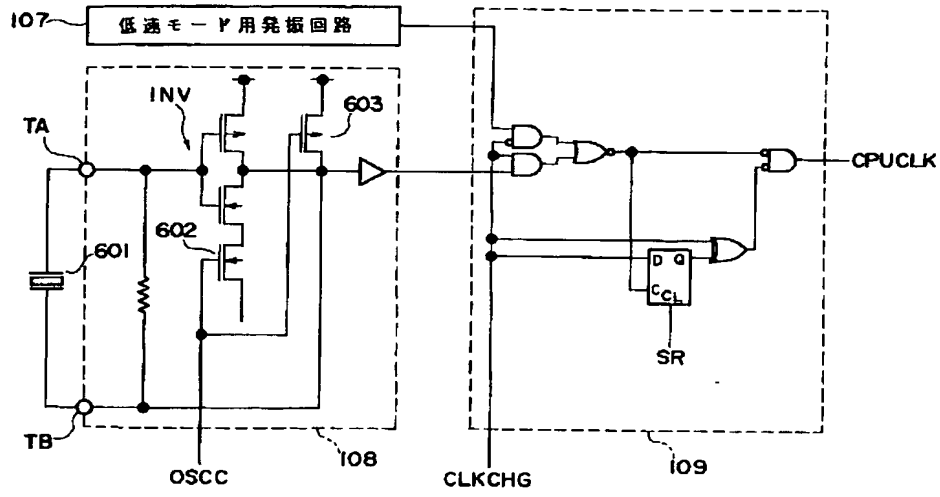 107
低速モード用発振回路
INV
603
TA
CPUCLK
602
601
D Q
C CL
SR
TB
108
109
OSCC
CLKCHG